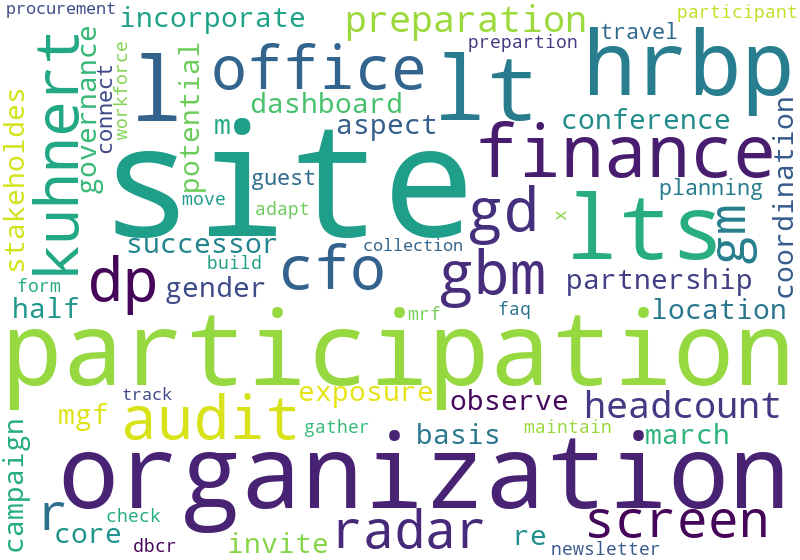 procurement
incorporate
preparation
participant
travel
prepartion
hrbp
kuhnert
governance
connect
workforce
potential
l
office
lt
dashboard
m
aspect
conference
site
finance
coordination
stakeholdes
guest
move
adapt
gd
x
lts
planning
gm
successor
collection
build
cfo
dp
gender
gbm
partnership
form
half
mrf
faq
location
participation
track
exposure
observe
headcount
mgf
audit
gather
basis
maintain
march
campaign
organization
r
core
check
dbcr
invite
radar
re
screen
newsletter